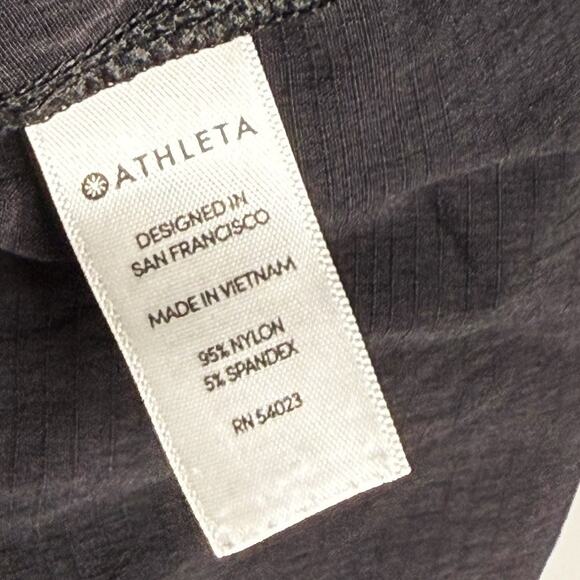 ATHLETA
DESIGNED IN
SAN FRANCISCO
MADE IN VIETNAM
95% NYLON
5% SPANDEX
RN 54023